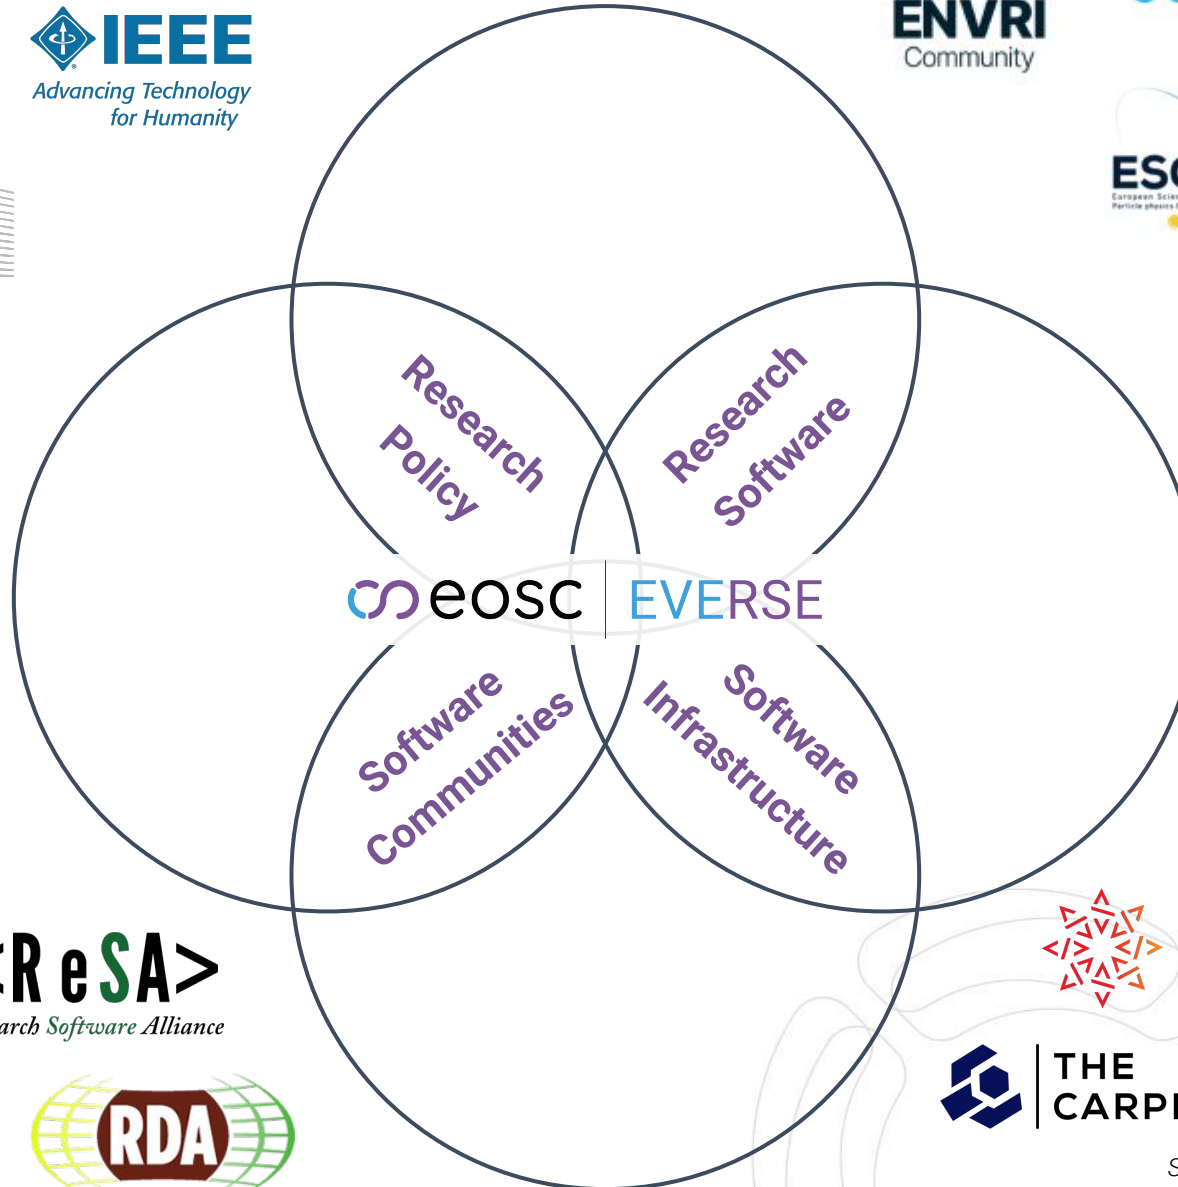 IEEE
Advancing Technology
for Humanity
ENVRI
Community
Research
Policy
Research
Software
eosc | EVERSE
Software
Communities
Software
Infrastructure
ReSA>
Software Alliance
RDA
THE